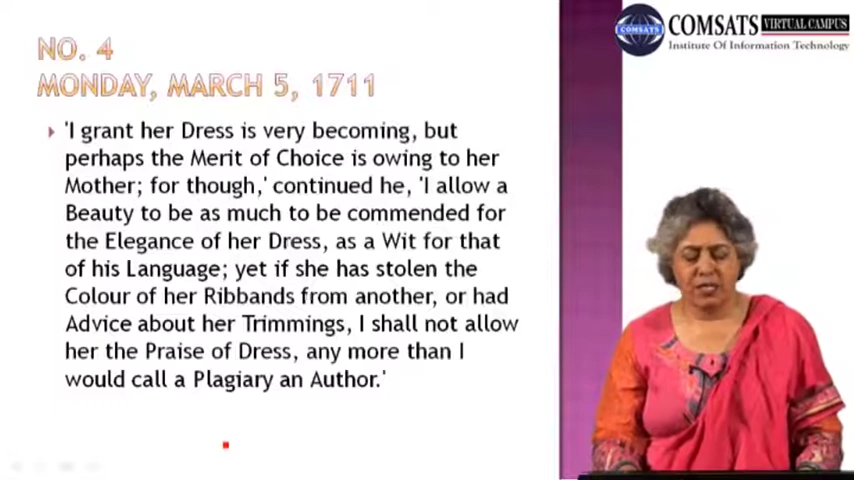 NO. 4
MONDAY, MARCH 5, 1711
'I grant her Dress is very becoming, but
perhaps the Merit of Choice is owing to her
Mother; for though,' continued he, 'I allow a
Beauty to be as much to be commended for
the Elegance of her Dress, as a Wit for that
of his Language; yet if she has stolen the
Colour of her Ribbands from another, or had
Advice about her Trimmings, I shall not allow
her the Praise of Dress, any more than I
would call a Plagiary an Author.'
COMSATS
COMSATS VIRTUAL CAMPUS
Institute Of Information Technology